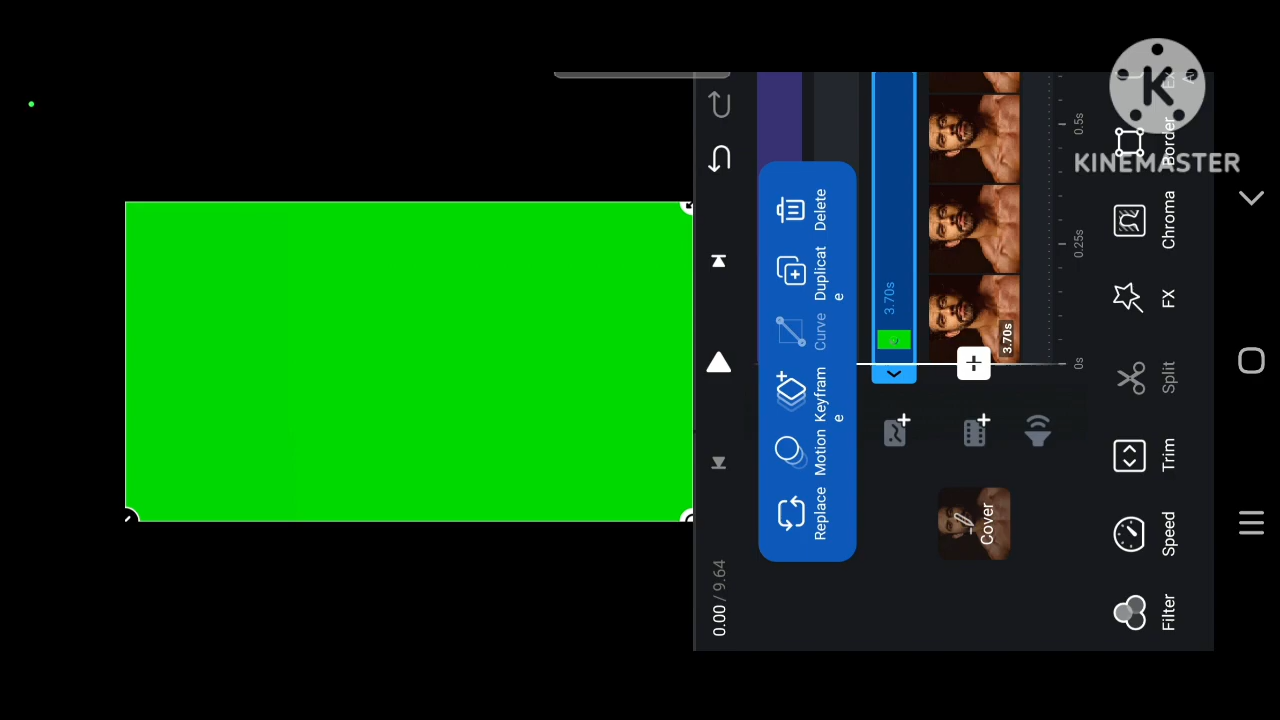 KINEMASTER
0.00 / 9.64
Replace
Motion
Keyfram
e
Curve
Duplicat
e
Delete
3.70s
3.70s
Cover
0s
0.25s
0.5s
Filter
Speed
Trim
Split
FX
Chroma
Border